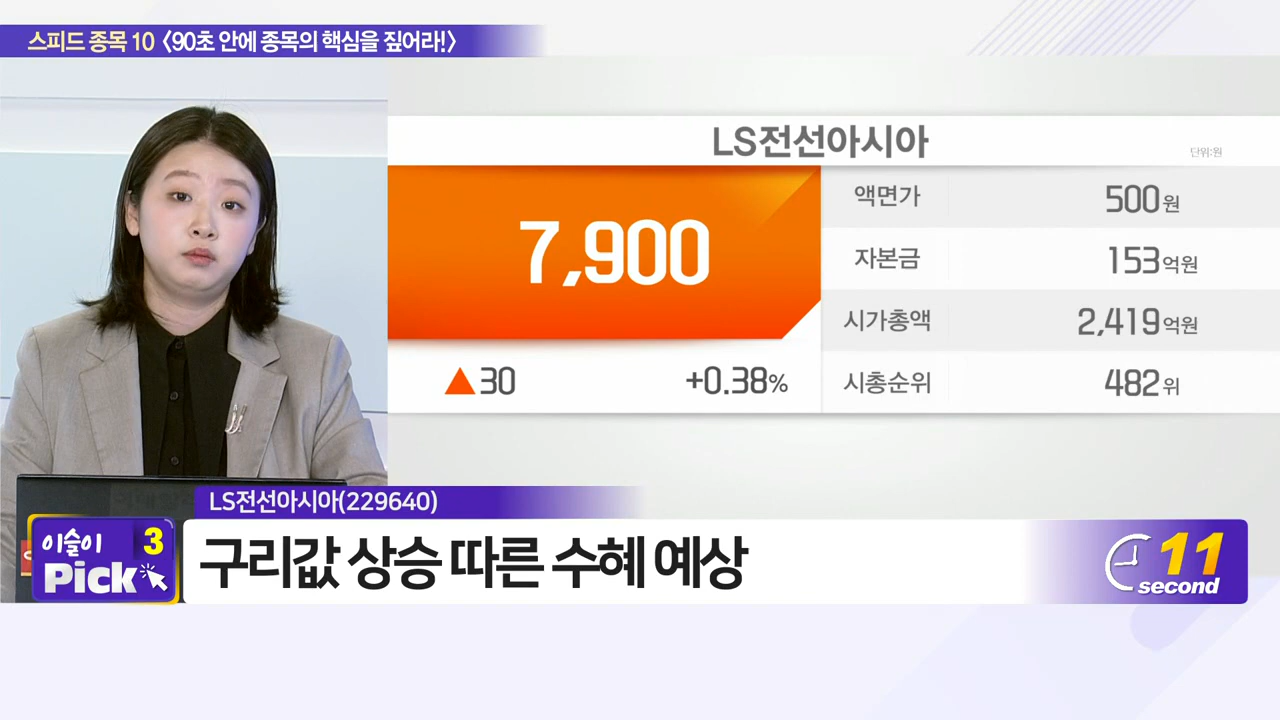 스피드 종목 10 〈90초 안에 종목의 핵심을 짚어라!〉
LS전선아시아
단위:원
7,900
▲30 +0.38%
액면가 500원
자본금 153억원
시가총액 2,419억원
시총순위 482위
LS전선아시아(229640)
이슬이 3
Pick
구리값 상승 따른 수혜 예상
11
second